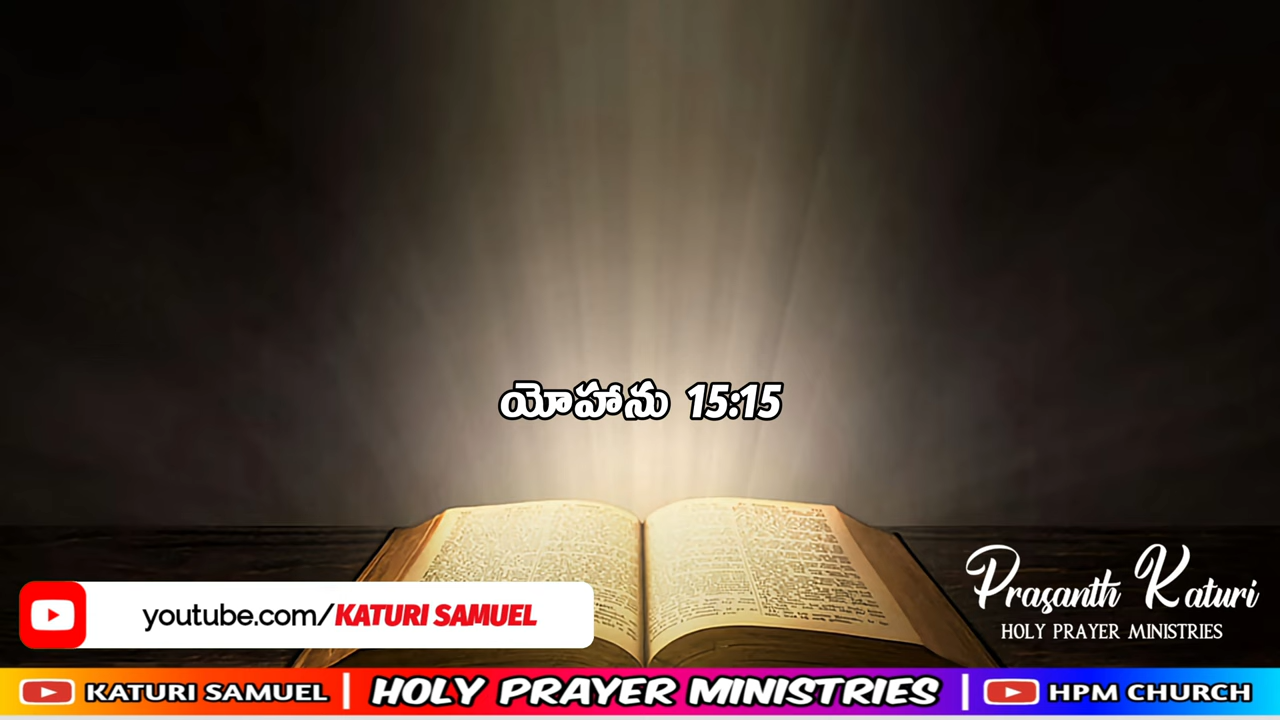 యోహాను 15:15
youtube.com/KATURI SAMUEL
Prasanth Katuri
HOLY PRAYER MINISTRIES
KATURI SAMUEL | HOLY PRAYER MINISTRIES | HPM CHURCH